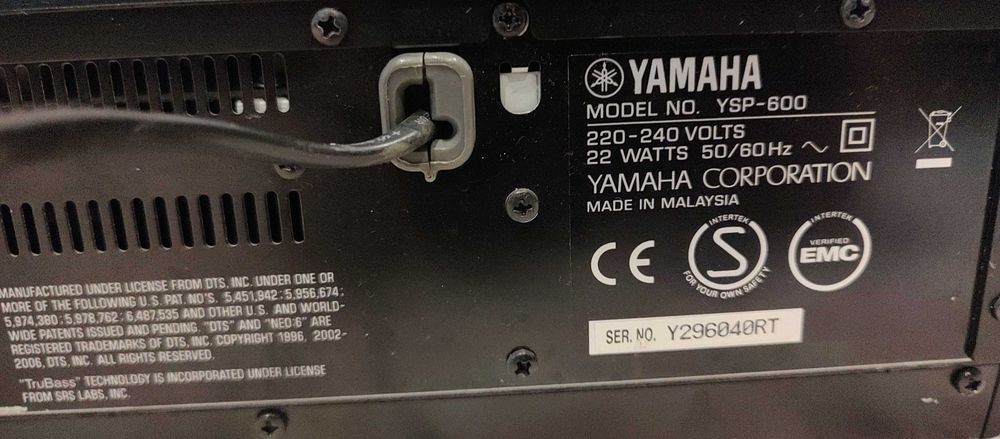 YAMAHA
MODEL NO. YSP-600
220-240 VOLTS
22 WATTS 50/60Hz ~
YAMAHA CORPORATION
MADE IN MALAYSIA
CE
INTERTEK
S
FOR YOUR OWN SAFETY
INTERTEK
VERIFIED
EMC
SER. NO. Y296040RT
MANUFACTURED UNDER LICENSE FROM DTS, INC. UNDER ONE OR
MORE OF THE FOLLOWING U.S. PAT. NO'S. 5,451,942; 5,956,674;
5,974,380; 5,978,762; 6,487,535 AND OTHER U.S. AND WORLD-
WIDE PATENTS ISSUED AND PENDING. "DTS" AND "NEO:6" ARE
REGISTERED TRADEMARKS OF DTS, INC. COPYRIGHT 1996, 2002-
2006, DTS, INC. ALL RIGHTS RESERVED.
"TruBass" TECHNOLOGY IS INCORPORATED UNDER LICENSE
FROM SRS LABS, INC.